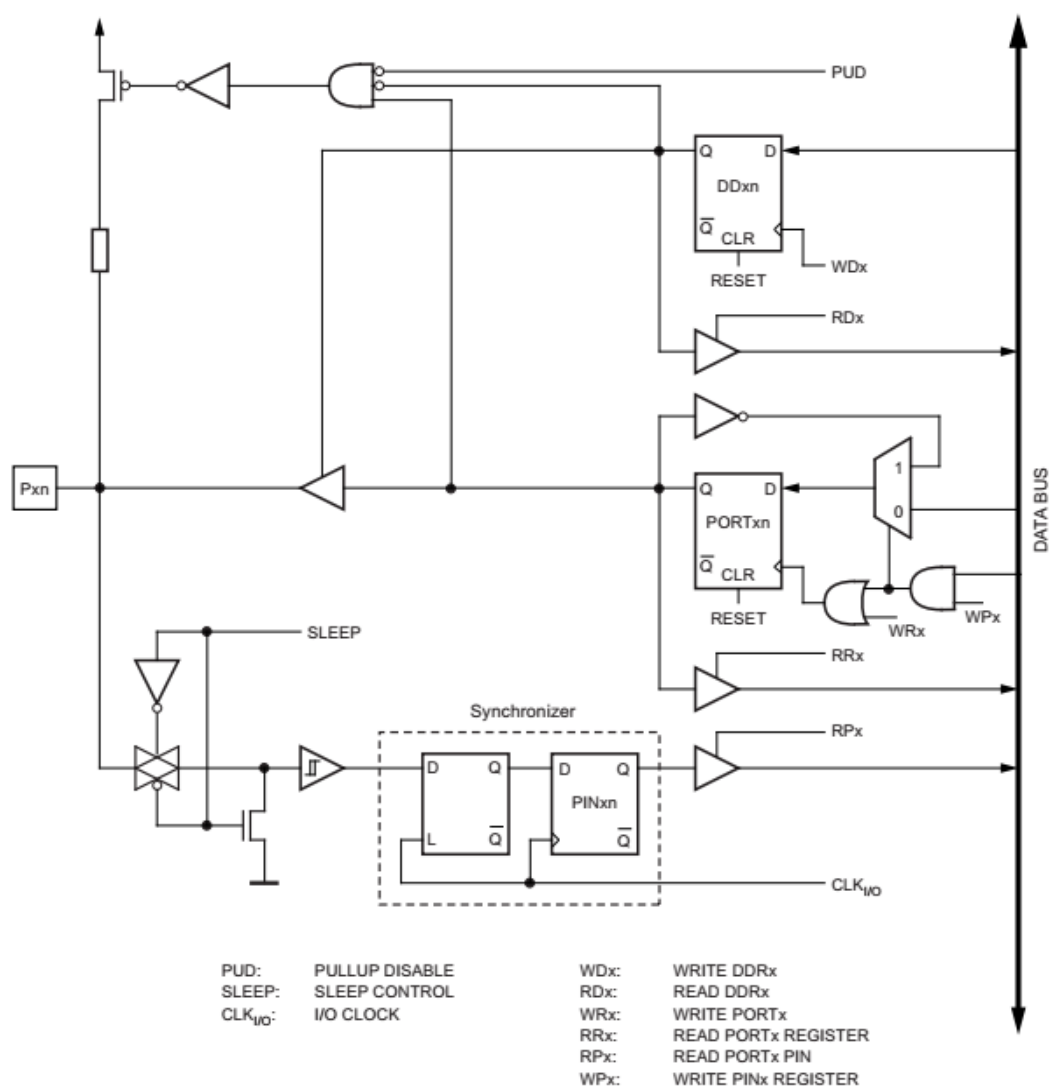 PUD
Q D
DDxn
Q̅
CLR
WDx
RESET
RDx
1
Pxn
Q D
PORTxn
0
Q̅
CLR
DATA BUS
RESET
WRx
WPx
SLEEP
RRx
Synchronizer
RPx
D Q D Q
PINxn
L Q̅ Q̅
CLK I/O
PUD: PULLUP DISABLE WDx: WRITE DDRx
SLEEP: SLEEP CONTROL RDx: READ DDRx
CLK I/O: I/O CLOCK WRx: WRITE PORTx
RRx: READ PORTx REGISTER
RPx: READ PORTx PIN
WPx: WRITE PINx REGISTER